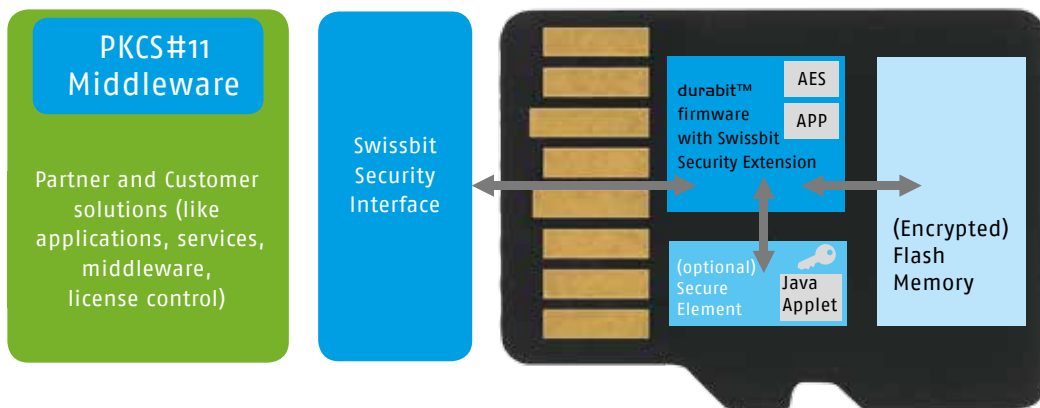 PKCS#11
Middleware
Partner and Customer
solutions (like
applications, services,
middleware,
license control)
Swissbit
Security
Interface
durabit™
firmware
with Swissbit
Security Extension
AES
APP
(optional)
Secure
Element
Java
Applet
(Encrypted)
Flash
Memory